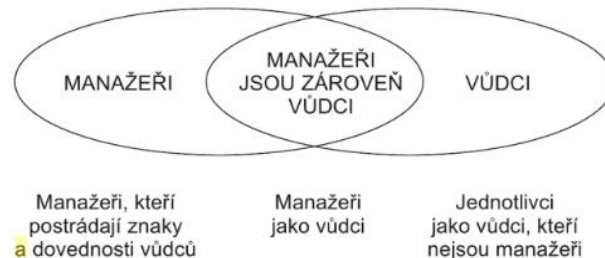 MANAŽEŘI
MANAŽEŘI
JSOU ZÁROVEŇ
VŮDCI
VŮDCI
Manažeři, kteří
postrádají znaky
a dovednosti vůdců
Manažeři
jako vůdci
Jednotlivci
jako vůdci, kteří
nejsou manažeři